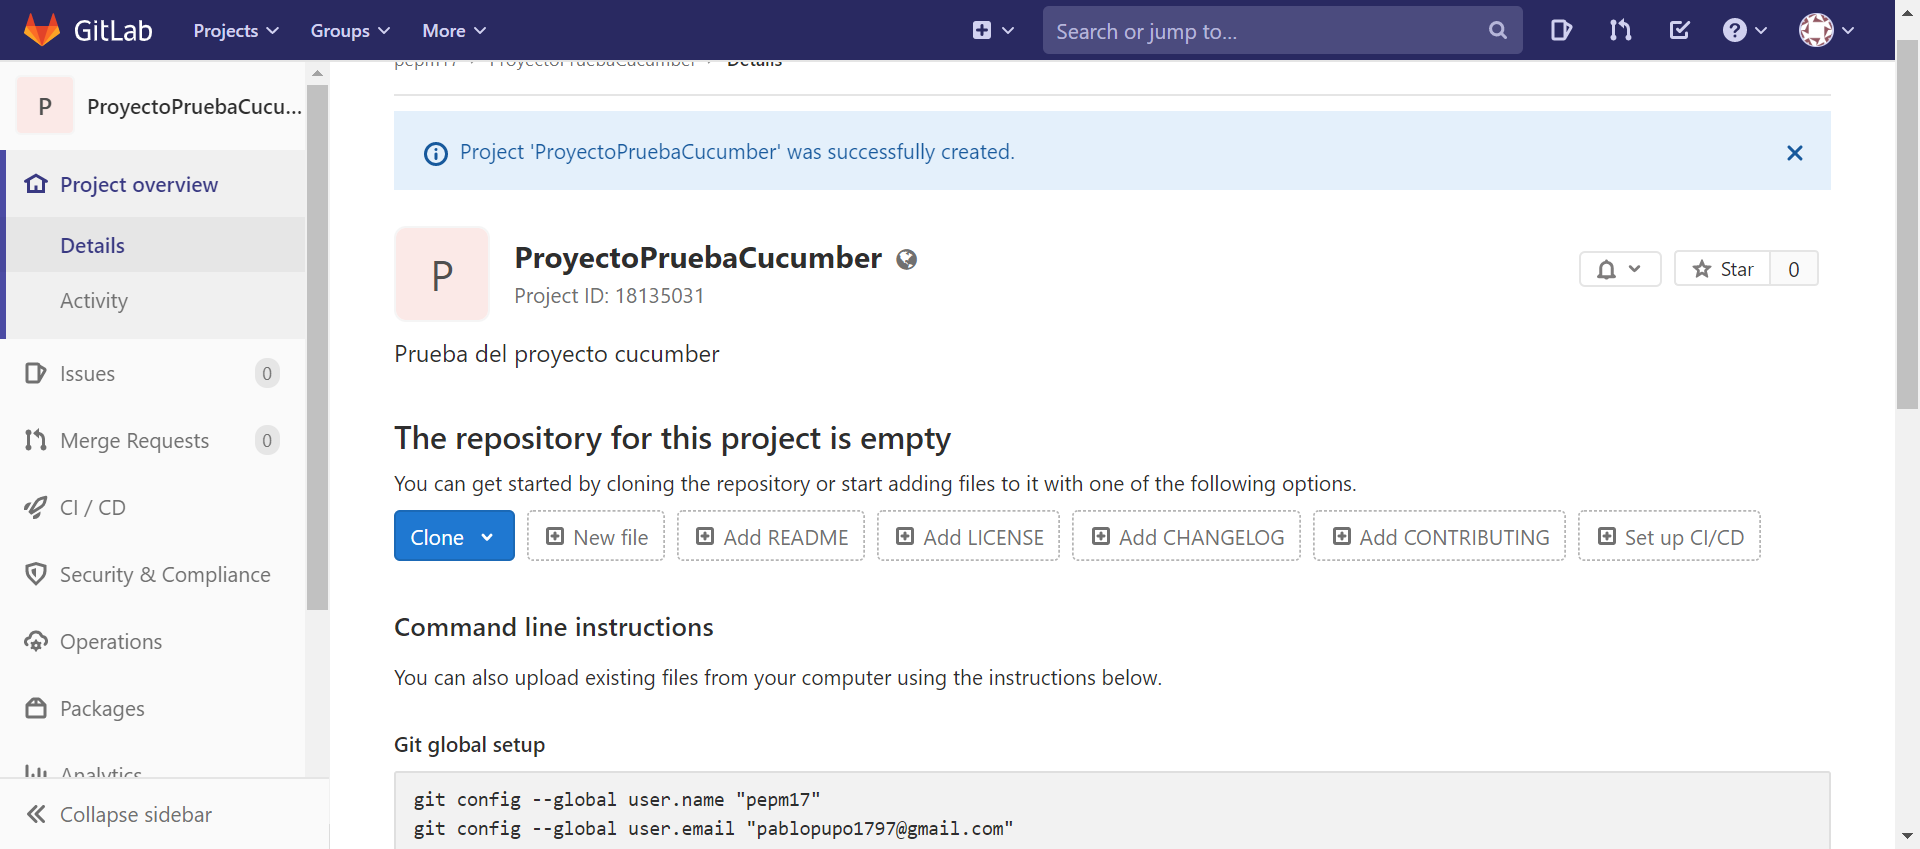 GitLab
Projects
Groups
More
Search or jump to...
pepm17 › ProyectoPruebaCucumber › Details
P
ProyectoPruebaCucu...
Project overview
Details
Activity
Issues
0
Merge Requests
0
CI / CD
Security & Compliance
Operations
Packages
Analytics
Collapse sidebar
Project 'ProyectoPruebaCucumber' was successfully created.
P
ProyectoPruebaCucumber
Project ID: 18135031
Star
0
Prueba del proyecto cucumber
The repository for this project is empty
You can get started by cloning the repository or start adding files to it with one of the following options.
Clone
New file
Add README
Add LICENSE
Add CHANGELOG
Add CONTRIBUTING
Set up CI/CD
Command line instructions
You can also upload existing files from your computer using the instructions below.
Git global setup
git config --global user.name "pepm17"
git config --global user.email "pablopupo1797@gmail.com"